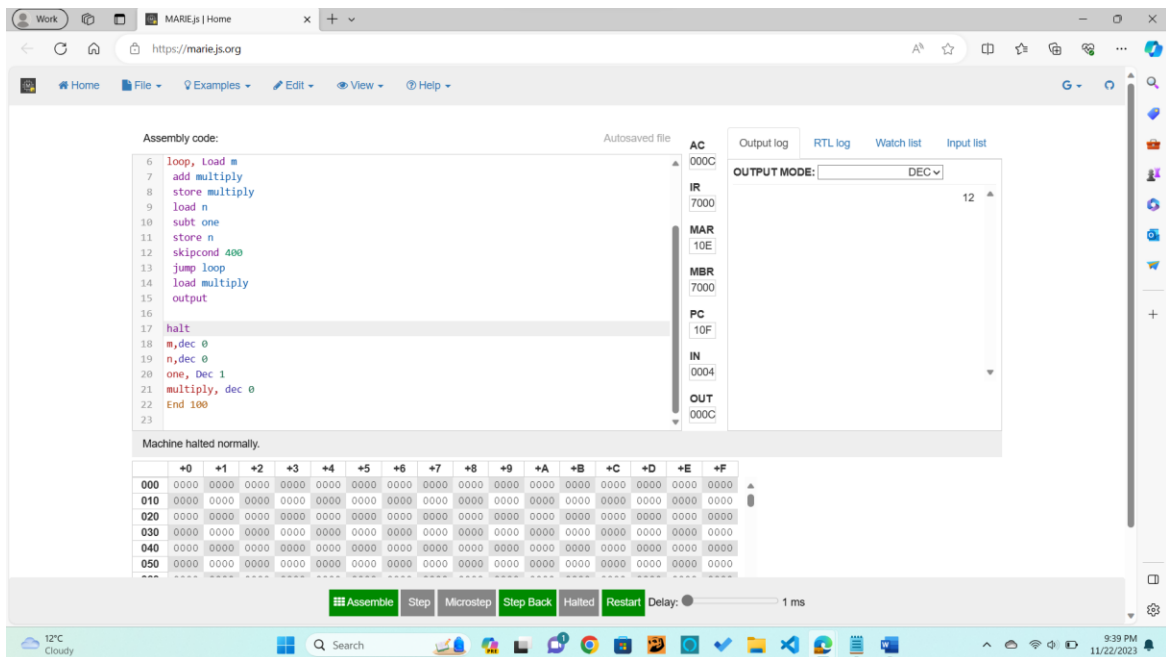 Work
MARIE.js | Home
https://marie.js.org
Home File Examples Edit View Help G
Assembly code: Autosaved file
6 loop, Load m
7 add multiply
8 store multiply
9 load n
10 subt one
11 store n
12 skipcond 400
13 jump loop
14 load multiply
15 output
16
17 halt
18 m,dec 0
19 n,dec 0
20 one, Dec 1
21 multiply, dec 0
22 End 100
23
AC
000C
IR
7000
MAR
10E
MBR
7000
PC
10F
IN
0004
OUT
000C
Output log RTL log Watch list Input list
OUTPUT MODE: DEC
12
Machine halted normally.
+0 +1 +2 +3 +4 +5 +6 +7 +8 +9 +A +B +C +D +E +F
000 0000 0000 0000 0000 0000 0000 0000 0000 0000 0000 0000 0000 0000 0000 0000 0000
010 0000 0000 0000 0000 0000 0000 0000 0000 0000 0000 0000 0000 0000 0000 0000 0000
020 0000 0000 0000 0000 0000 0000 0000 0000 0000 0000 0000 0000 0000 0000 0000 0000
030 0000 0000 0000 0000 0000 0000 0000 0000 0000 0000 0000 0000 0000 0000 0000 0000
040 0000 0000 0000 0000 0000 0000 0000 0000 0000 0000 0000 0000 0000 0000 0000 0000
050 0000 0000 0000 0000 0000 0000 0000 0000 0000 0000 0000 0000 0000 0000 0000 0000
Assemble Step Microstep Step Back Halted Restart Delay: 1 ms
12°C
Cloudy
Search
9:39 PM
11/22/2023